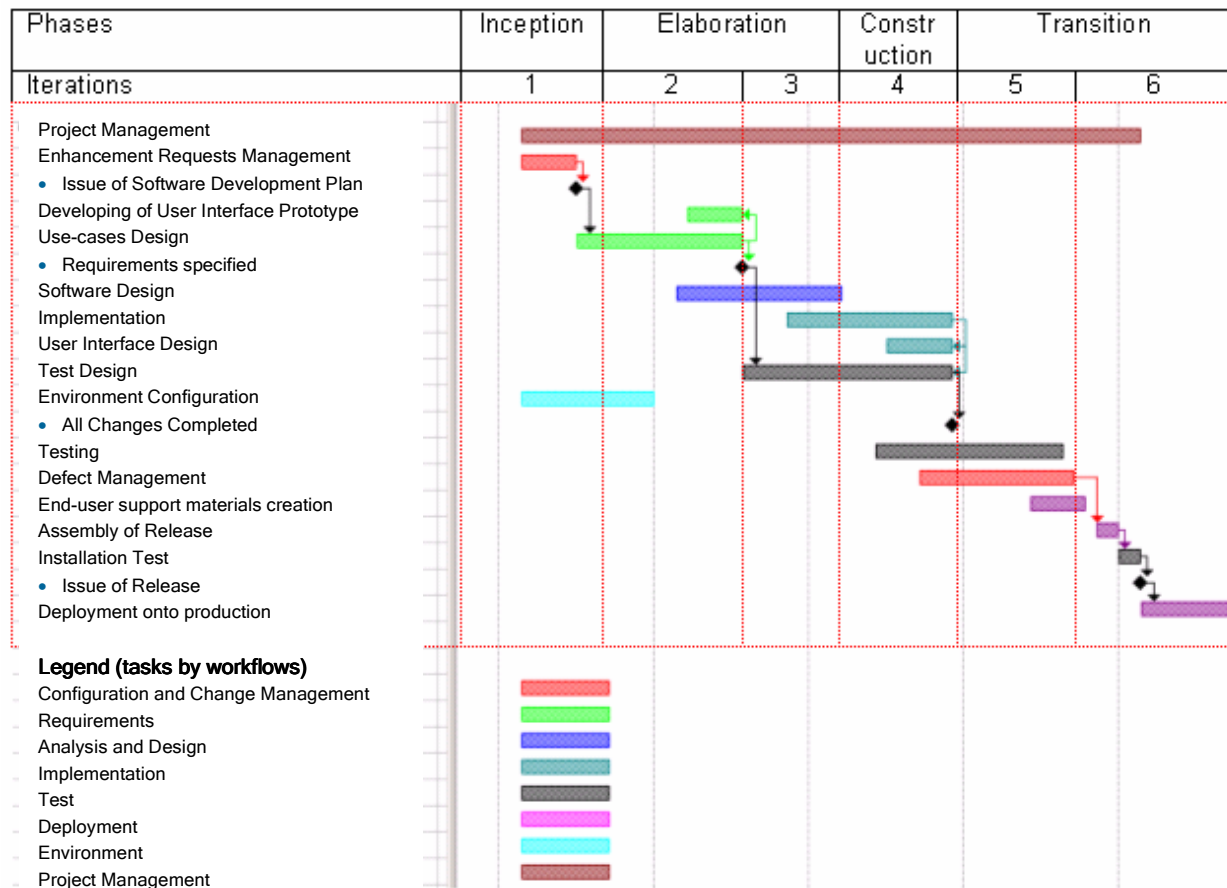 Phases Inception Elaboration Constr Transition
uction
Iterations 1 2 3 4 5 6
Project Management
Enhancement Requests Management
• Issue of Software Development Plan
Developing of User Interface Prototype
Use-cases Design
• Requirements specified
Software Design
Implementation
User Interface Design
Test Design
Environment Configuration
• All Changes Completed
Testing
Defect Management
End-user support materials creation
Assembly of Release
Installation Test
• Issue of Release
Deployment onto production
Legend (tasks by workflows)
Configuration and Change Management
Requirements
Analysis and Design
Implementation
Test
Deployment
Environment
Project Management